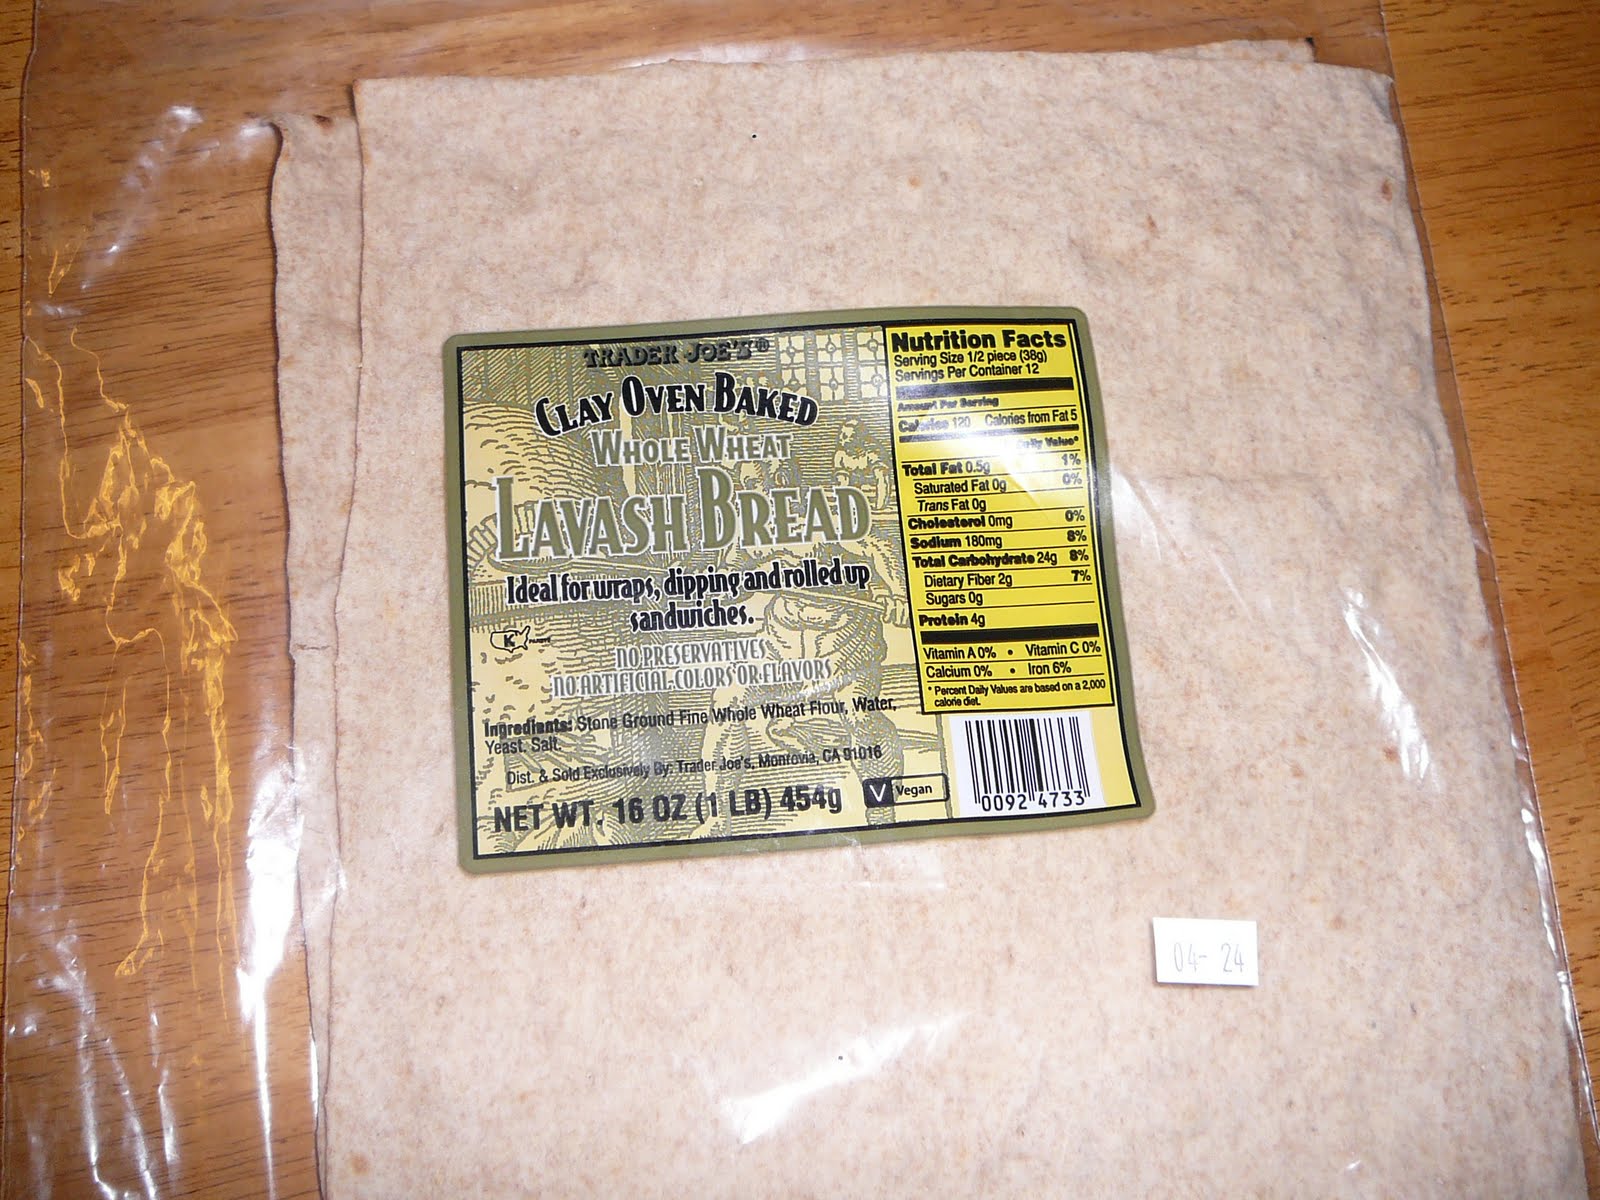 TRADER JOE'S®
CLAY OVEN BAKED
WHOLE WHEAT
LAVASH BREAD
Ideal for wraps, dipping and rolled up
sandwiches.
K PAREVE
NO PRESERVATIVES
NO ARTIFICIAL COLORS OR FLAVORS
Ingredients: Stone Ground Fine Whole Wheat Flour, Water,
Yeast, Salt.
Dist. & Sold Exclusively By: Trader Joe's, Monrovia, CA 91016
NET WT. 16 OZ (1 LB) 454g
V Vegan
Nutrition Facts
Serving Size 1/2 piece (38g)
Servings Per Container 12
Amount Per Serving
Calories 120 Calories from Fat 5
Daily Value*
Total Fat 0.5g 1%
Saturated Fat 0g 0%
Trans Fat 0g
Cholesterol 0mg 0%
Sodium 180mg 8%
Total Carbohydrate 24g 8%
Dietary Fiber 2g 7%
Sugars 0g
Protein 4g
Vitamin A 0% • Vitamin C 0%
Calcium 0% • Iron 6%
* Percent Daily Values are based on a 2,000
calorie diet.
0092 4733
04-24